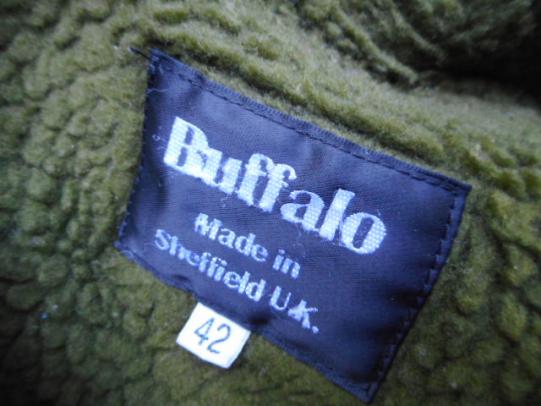 Buffalo
Made in
Sheffield U.K.
42